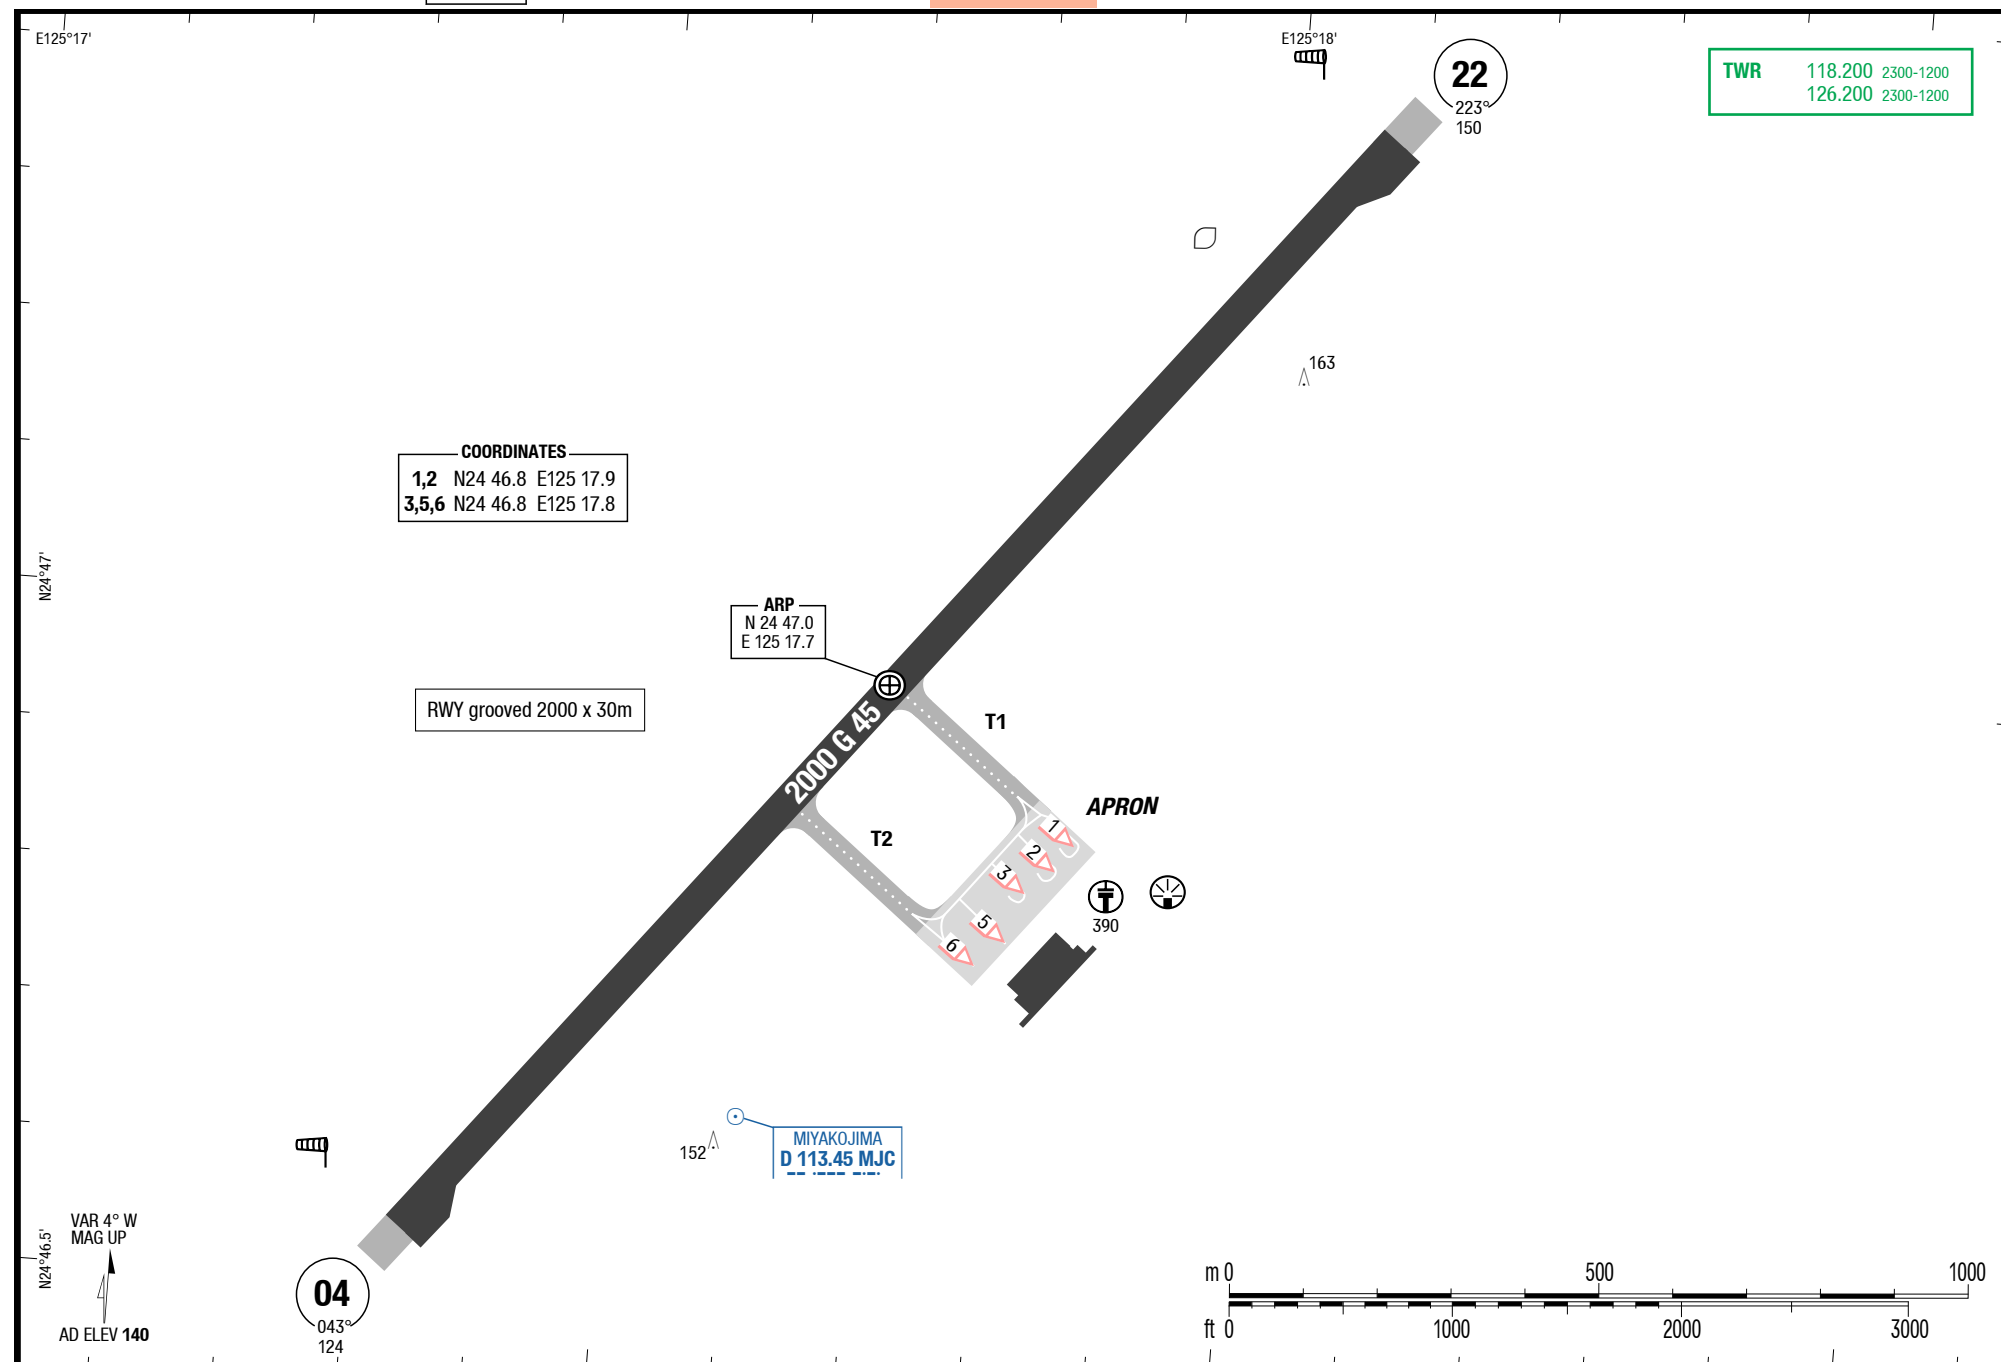 E125°17'
E125°18'
22
223°
150
TWR 118.200 2300-1200
126.200 2300-1200
163
COORDINATES
1,2 N24 46.8 E125 17.9
3,5,6 N24 46.8 E125 17.8
N24°47'
ARP
N 24 47.0
E 125 17.7
RWY grooved 2000 x 30m
2000 G 45
T1
T2
APRON
1
2
3
5
6
390
152
MIYAKOJIMA
D 113.45 MJC
N24°46.5'
VAR 4° W
MAG UP
AD ELEV 140
04
043°
124
m 0 500 1000
ft 0 1000 2000 3000